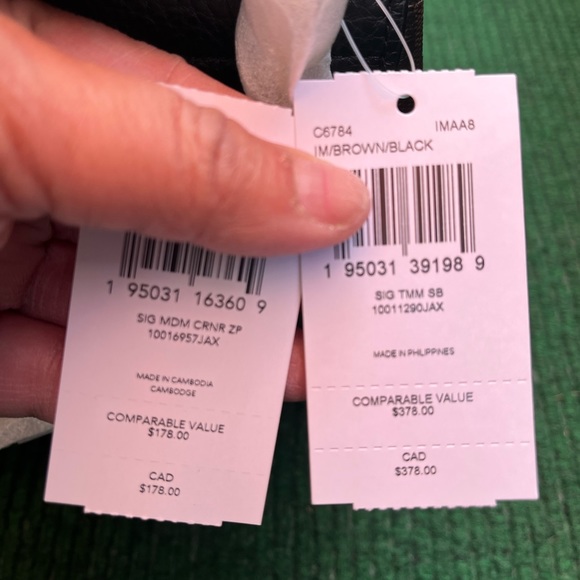 1 95031 16360 9
SIG MDM CRNR ZP
10016957JAX
MADE IN CAMBODIA
CAMBODGE
COMPARABLE VALUE
$178.00
CAD
$178.00
C6784 IMAA8
IM/BROWN/BLACK
1 95031 39198 9
SIG TMM SB
10011290JAX
MADE IN PHILIPPINES
COMPARABLE VALUE
$378.00
CAD
$378.00